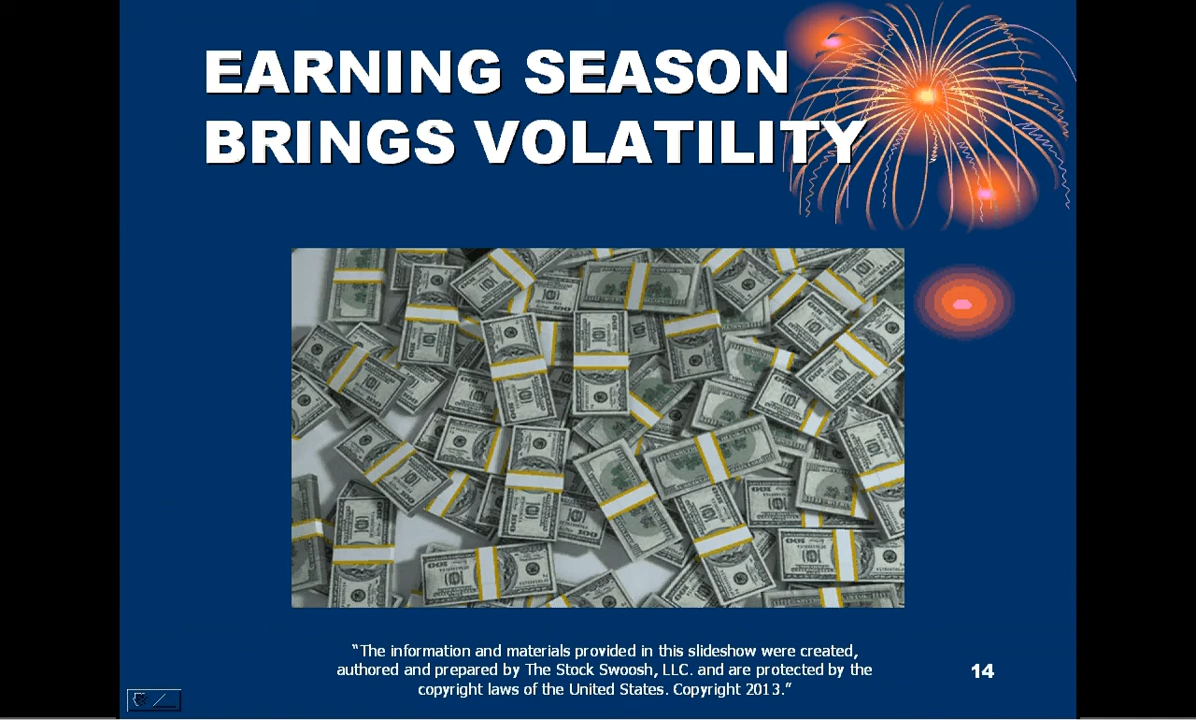 EARNING SEASON
BRINGS VOLATILITY
“The information and materials provided in this slideshow were created,
authored and prepared by The Stock Swoosh, LLC. and are protected by the
copyright laws of the United States. Copyright 2013.”
14